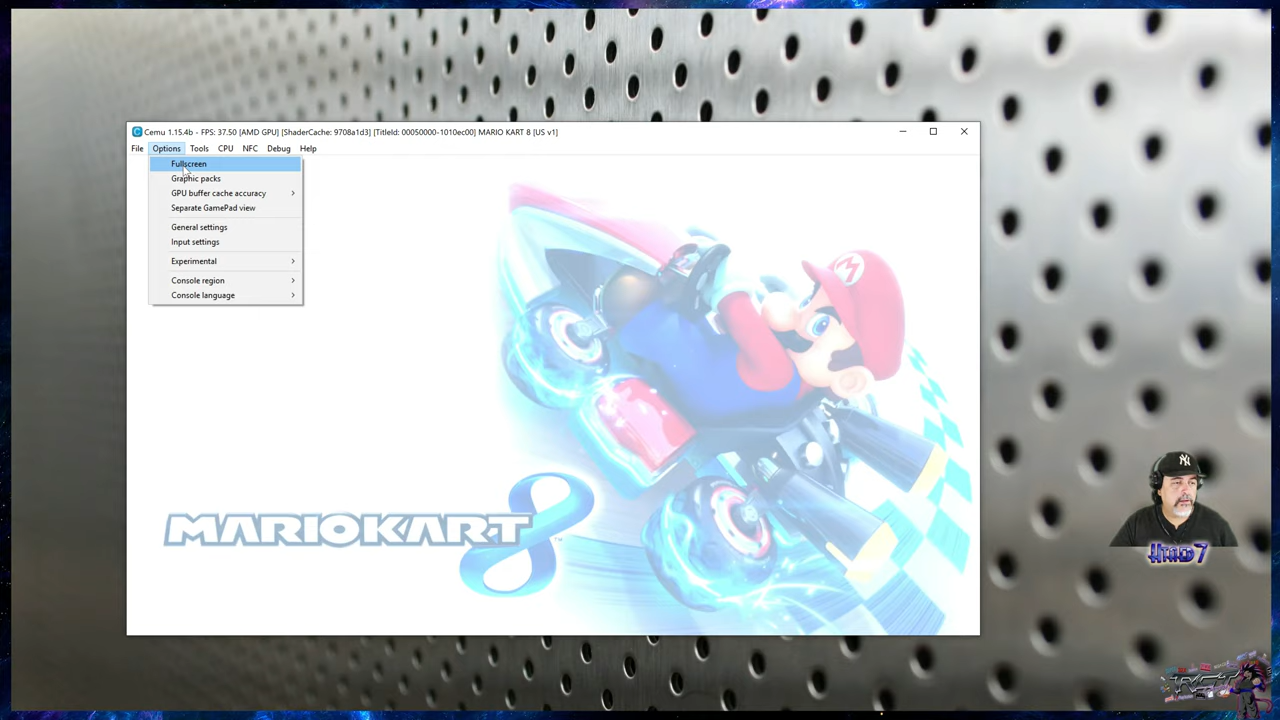 Cemu 1.15.4b - FPS: 37.50 [AMD GPU] [ShaderCache: 9708a1d3] [TitleId: 00050000-1010ec00] MARIO KART 8 [US v1]
File Options Tools CPU NFC Debug Help
Fullscreen
Graphic packs
GPU buffer cache accuracy
Separate GamePad view
General settings
Input settings
Experimental
Console region
Console language
MARIOKART 8
™
NY